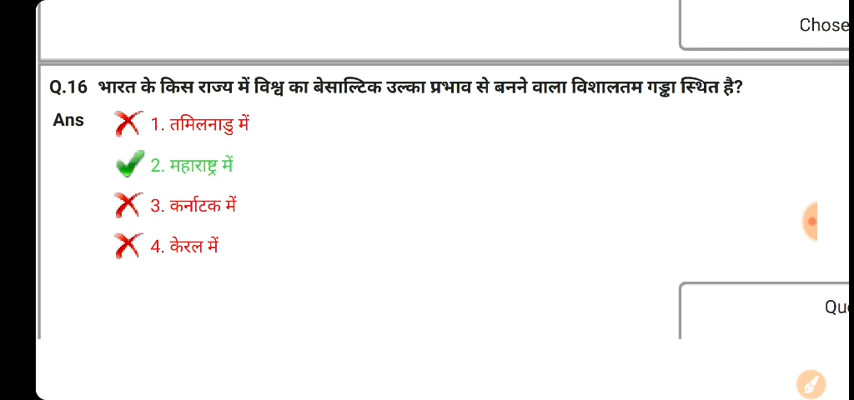 Chose
Q.16 भारत के किस राज्य में विश्व का बेसाल्टिक उल्का प्रभाव से बनने वाला विशालतम गड्ढा स्थित है?
Ans 1. तमिलनाडु में
2. महाराष्ट्र में
3. कर्नाटक में
4. केरल में